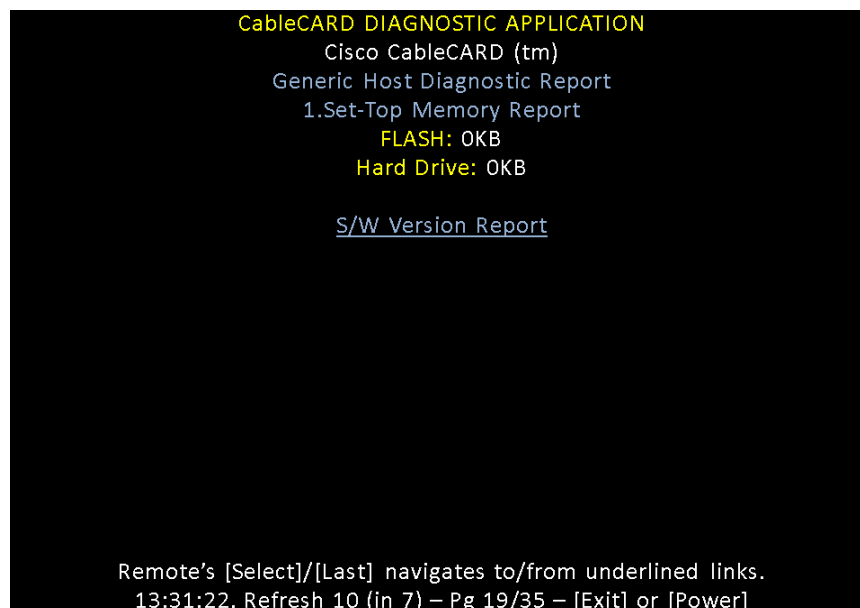 CableCARD DIAGNOSTIC APPLICATION
Cisco CableCARD (tm)
Generic Host Diagnostic Report
1.Set-Top Memory Report
FLASH: 0KB
Hard Drive: 0KB
S/W Version Report
Remote's [Select]/[Last] navigates to/from underlined links.
13:31:22, Refresh 10 (in 7) – Pg 19/35 – [Exit] or [Power]